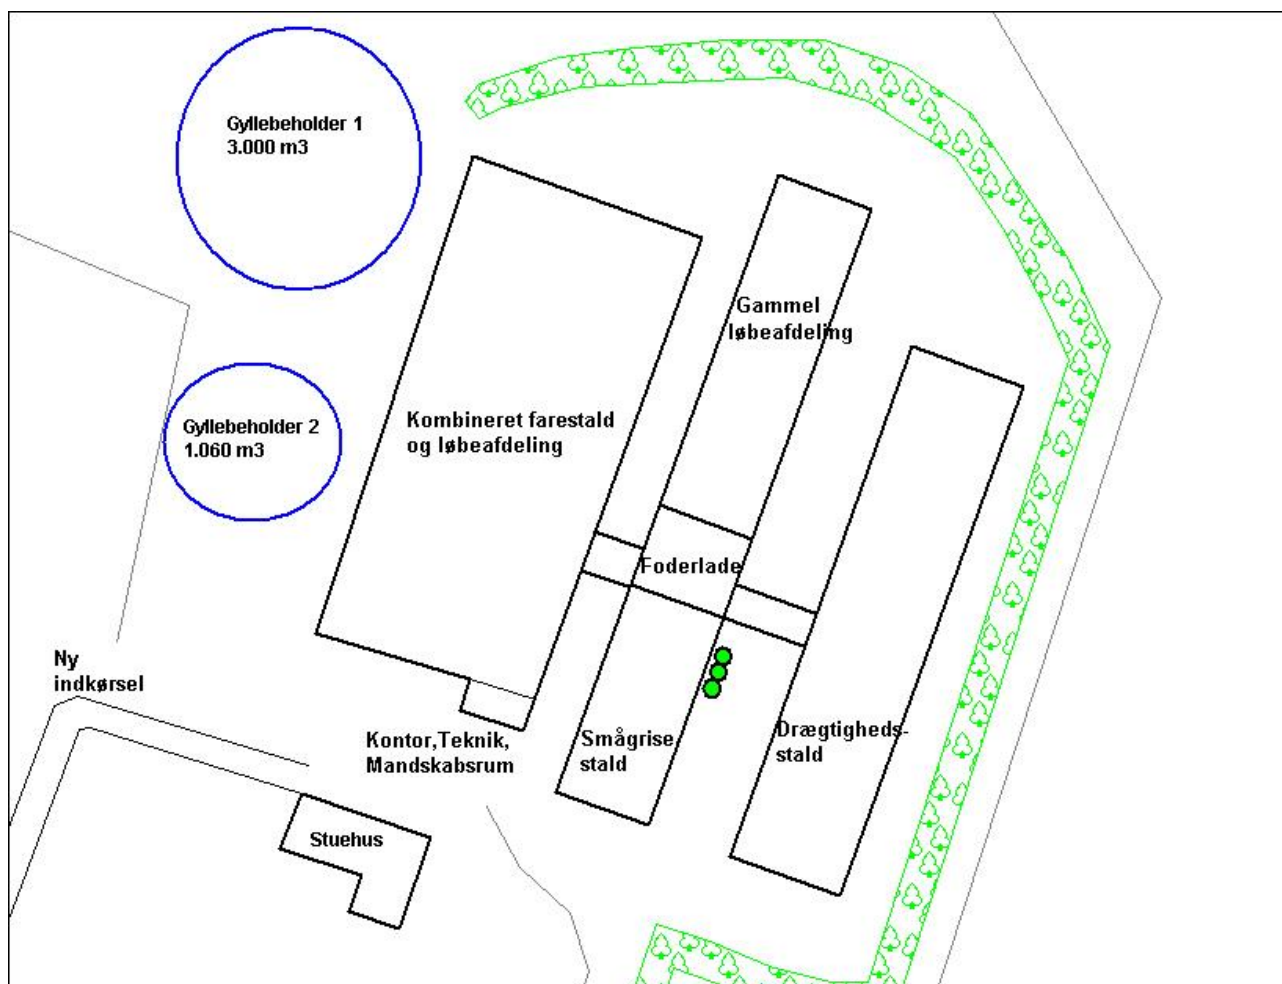 Gyllebeholder 1
3.000 m3
Gammel
løbeafdeling
Kombineret farestald
og løbeafdeling
Gyllebeholder 2
1.060 m3
Foderlade
Ny
indkørsel
Kontor,Teknik,
Mandskabsrum
Smågrise
stald
Drægtigheds-
stald
Stuehus